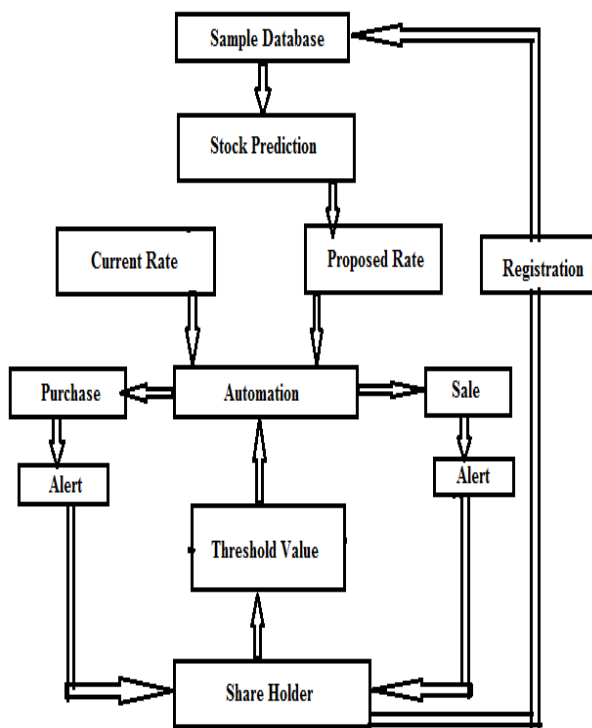 Sample Database
Stock Prediction
Current Rate
Proposed Rate
Registration
Purchase
Automation
Sale
Alert
Alert
Threshold Value
Share Holder